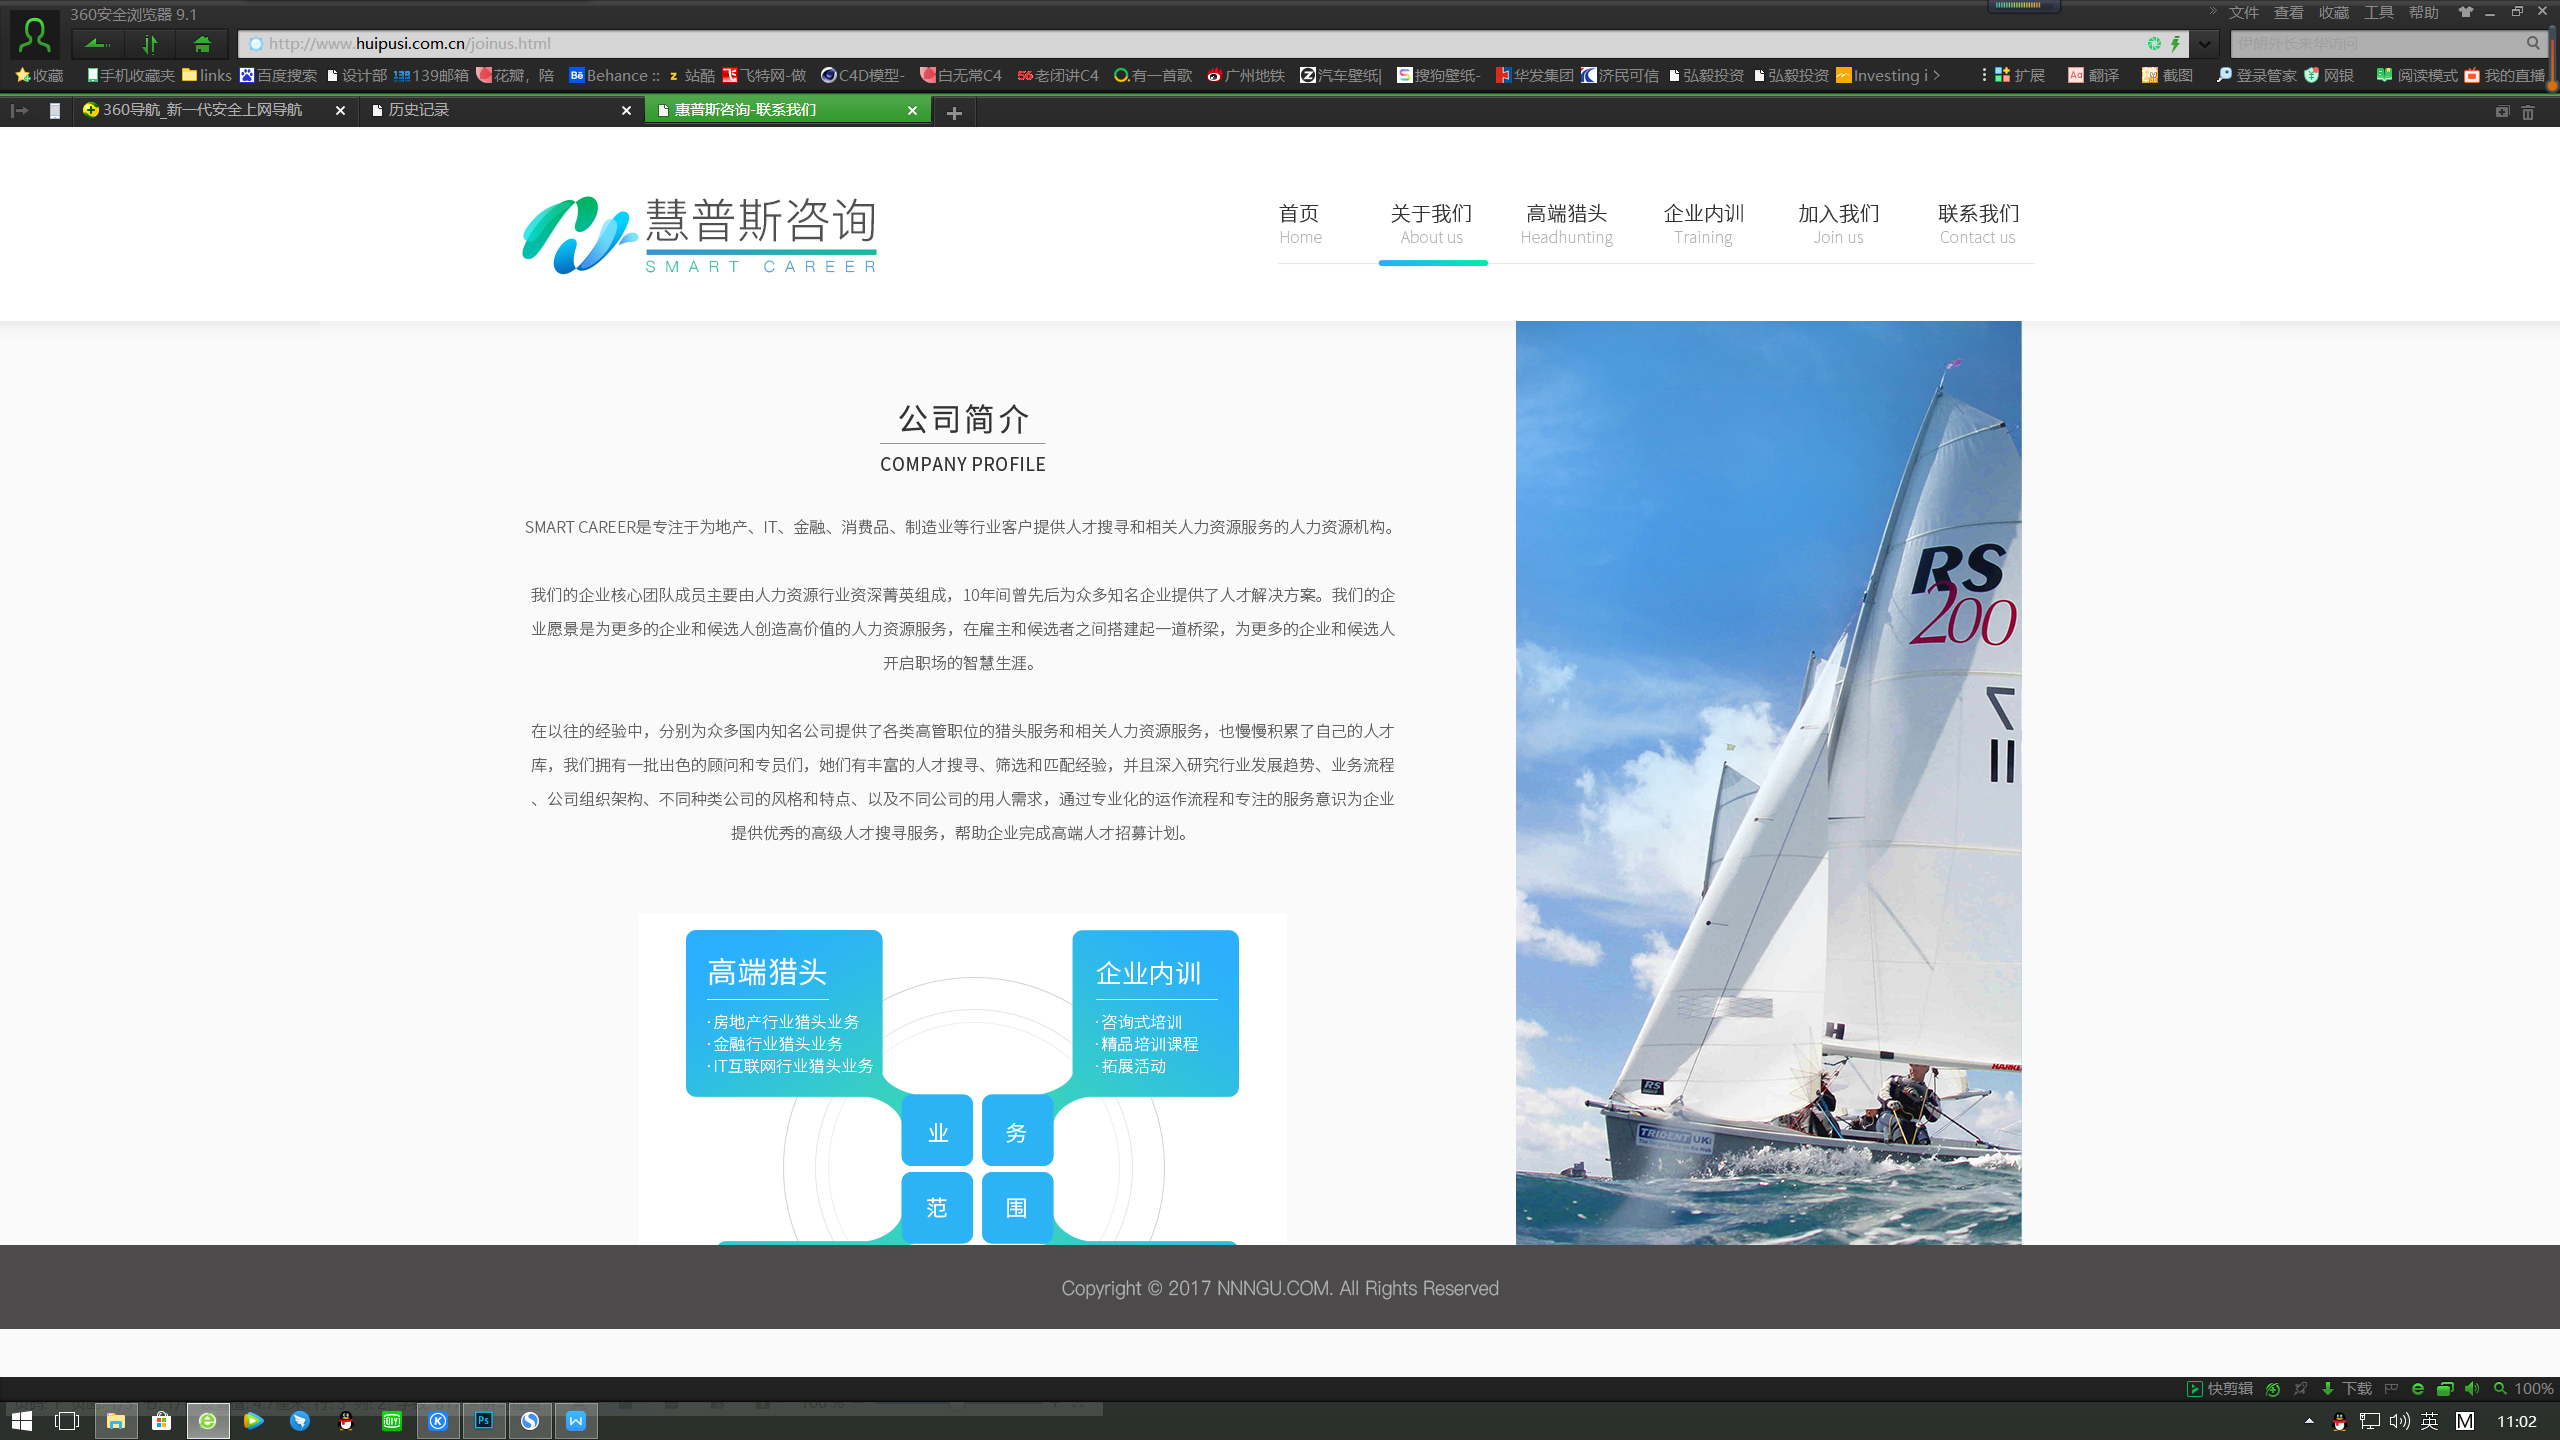 360安全浏览器 9.1
文件 查看 收藏 工具 帮助
http://www.huipusi.com.cn/joinus.html
伊朗外长来华访问
收藏 手机收藏夹 links 百度搜索 设计部 139邮箱 花瓣，陪 Behance :: 站酷 飞特网-做 C4D模型- 白无常C4 老闭讲C4 有一首歌 广州地铁 汽车壁纸| 搜狗壁纸- 华发集团 济民可信 弘毅投资 弘毅投资 Investing i 扩展 翻译 截图 登录管家 网银 阅读模式 我的直播
360导航_新一代安全上网导航 历史记录 惠普斯咨询-联系我们
慧普斯咨询
SMART CAREER
首页 关于我们 高端猎头 企业内训 加入我们 联系我们
Home About us Headhunting Training Join us Contact us
公司简介
COMPANY PROFILE
SMART CAREER是专注于为地产、IT、金融、消费品、制造业等行业客户提供人才搜寻和相关人力资源服务的人力资源机构。
我们的企业核心团队成员主要由人力资源行业资深菁英组成，10年间曾先后为众多知名企业提供了人才解决方案。我们的企
业愿景是为更多的企业和候选人创造高价值的人力资源服务，在雇主和候选者之间搭建起一道桥梁，为更多的企业和候选人
开启职场的智慧生涯。
在以往的经验中，分别为众多国内知名公司提供了各类高管职位的猎头服务和相关人力资源服务，也慢慢积累了自己的人才
库，我们拥有一批出色的顾问和专员们，她们有丰富的人才搜寻、筛选和匹配经验，并且深入研究行业发展趋势、业务流程
、公司组织架构、不同种类公司的风格和特点、以及不同公司的用人需求，通过专业化的运作流程和专注的服务意识为企业
提供优秀的高级人才搜寻服务，帮助企业完成高端人才招募计划。
高端猎头
·房地产行业猎头业务
·金融行业猎头业务
·IT互联网行业猎头业务
企业内训
·咨询式培训
·精品培训课程
·拓展活动
业 务
范 围
RS
200
7
11
H
RS
TRIDENT UK
Copyright © 2017 NNNGU.COM. All Rights Reserved
快剪辑 下载 100%
英 M 11:02